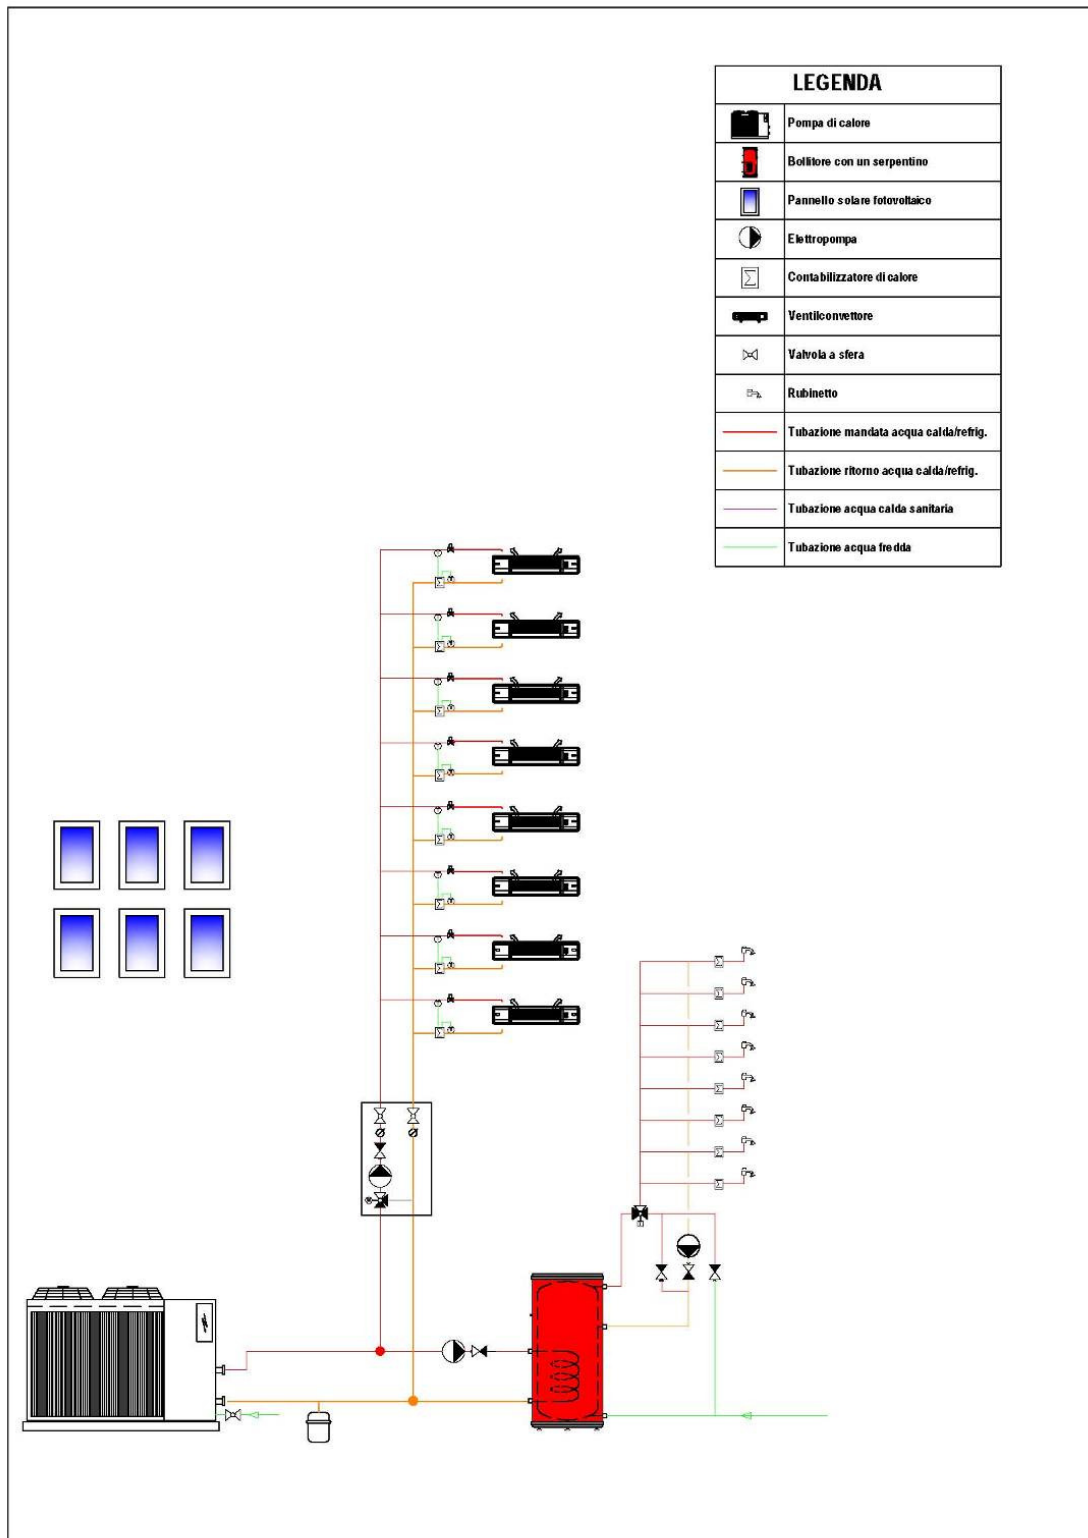 LEGENDA
Pompa di calore
Bollitore con un serpentino
Pannello solare fotovoltaico
Elettropompa
Contabilizzatore di calore
Ventilconvettore
Valvola a sfera
Rubinetto
Tubazione mandata acqua calda/refrig.
Tubazione ritorno acqua calda/refrig.
Tubazione acqua calda sanitaria
Tubazione acqua fredda